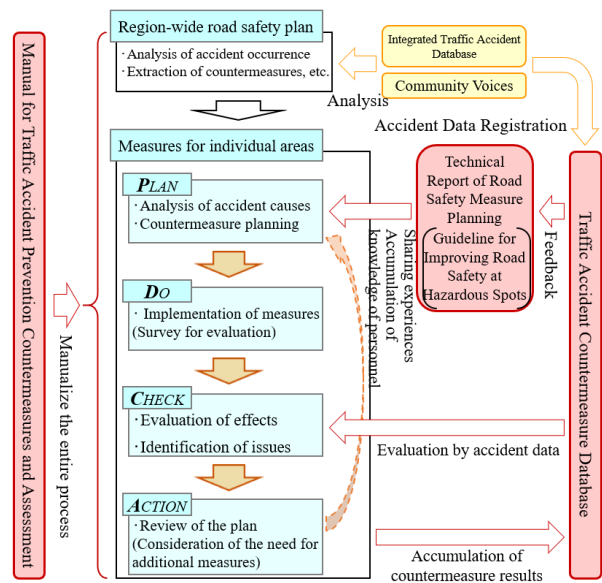 Manual for Traffic Accident Prevention Countermeasures and Assessment
Manualize the entire process
Region-wide road safety plan
·Analysis of accident occurrence
·Extraction of countermeasures, etc.
Integrated Traffic Accident
Database
Community Voices
Analysis
Accident Data Registration
Measures for individual areas
PLAN
·Analysis of accident causes
·Countermeasure planning
DO
·Implementation of measures
(Survey for evaluation)
CHECK
·Evaluation of effects
·Identification of issues
ACTION
·Review of the plan
(Consideration of the need for
additional measures)
Sharing experiences
Accumulation of
knowledge of personnel
Technical
Report of Road
Safety Measure
Planning
Guideline for
Improving Road
Safety at
Hazardous Spots
Feedback
Evaluation by accident data
Accumulation of
countermeasure results
Traffic Accident Countermeasure Database